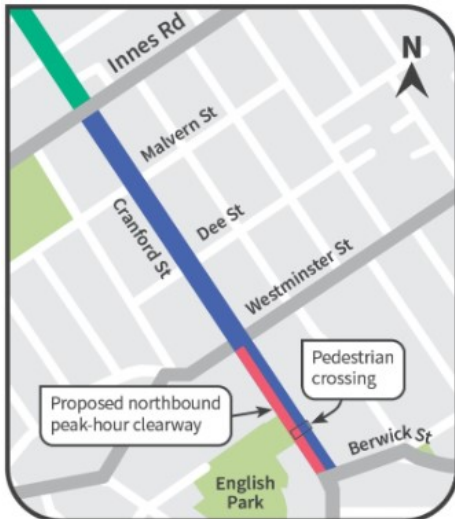 Innes Rd
N
Malvern St
Cranford St
Dee St
Westminster St
Pedestrian
crossing
Proposed northbound
peak-hour clearway
Berwick St
English
Park